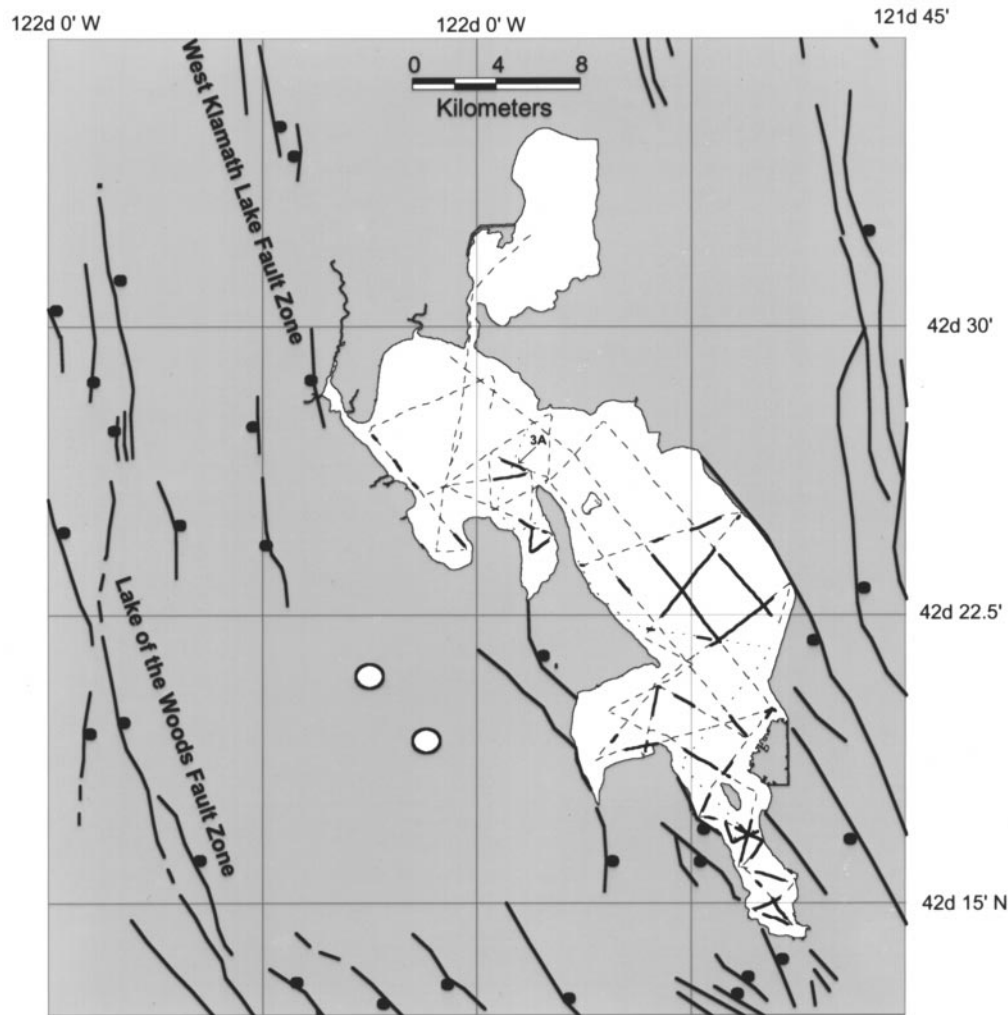 122d 0' W
122d 0' W
121d 45'
0 4 8
Kilometers
West Klamath Lake Fault Zone
42d 30'
3A
42d 22.5'
Lake of the Woods Fault Zone
42d 15' N